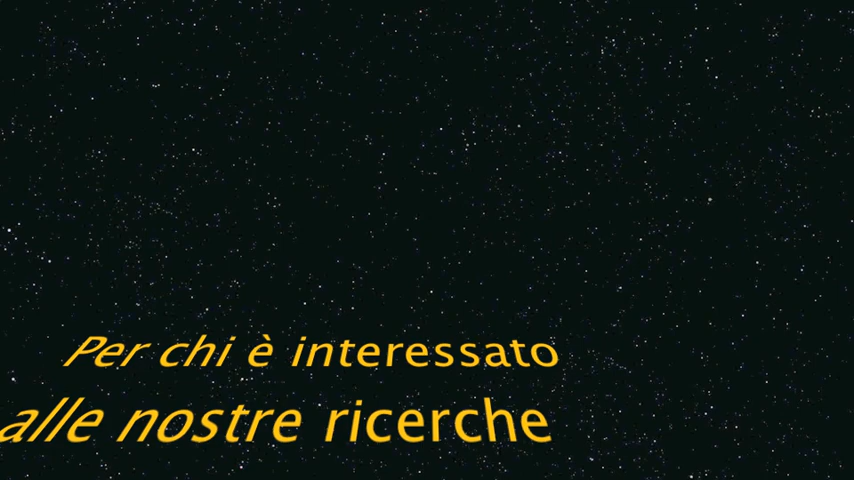 Per chi è interessato
alle nostre ricerche